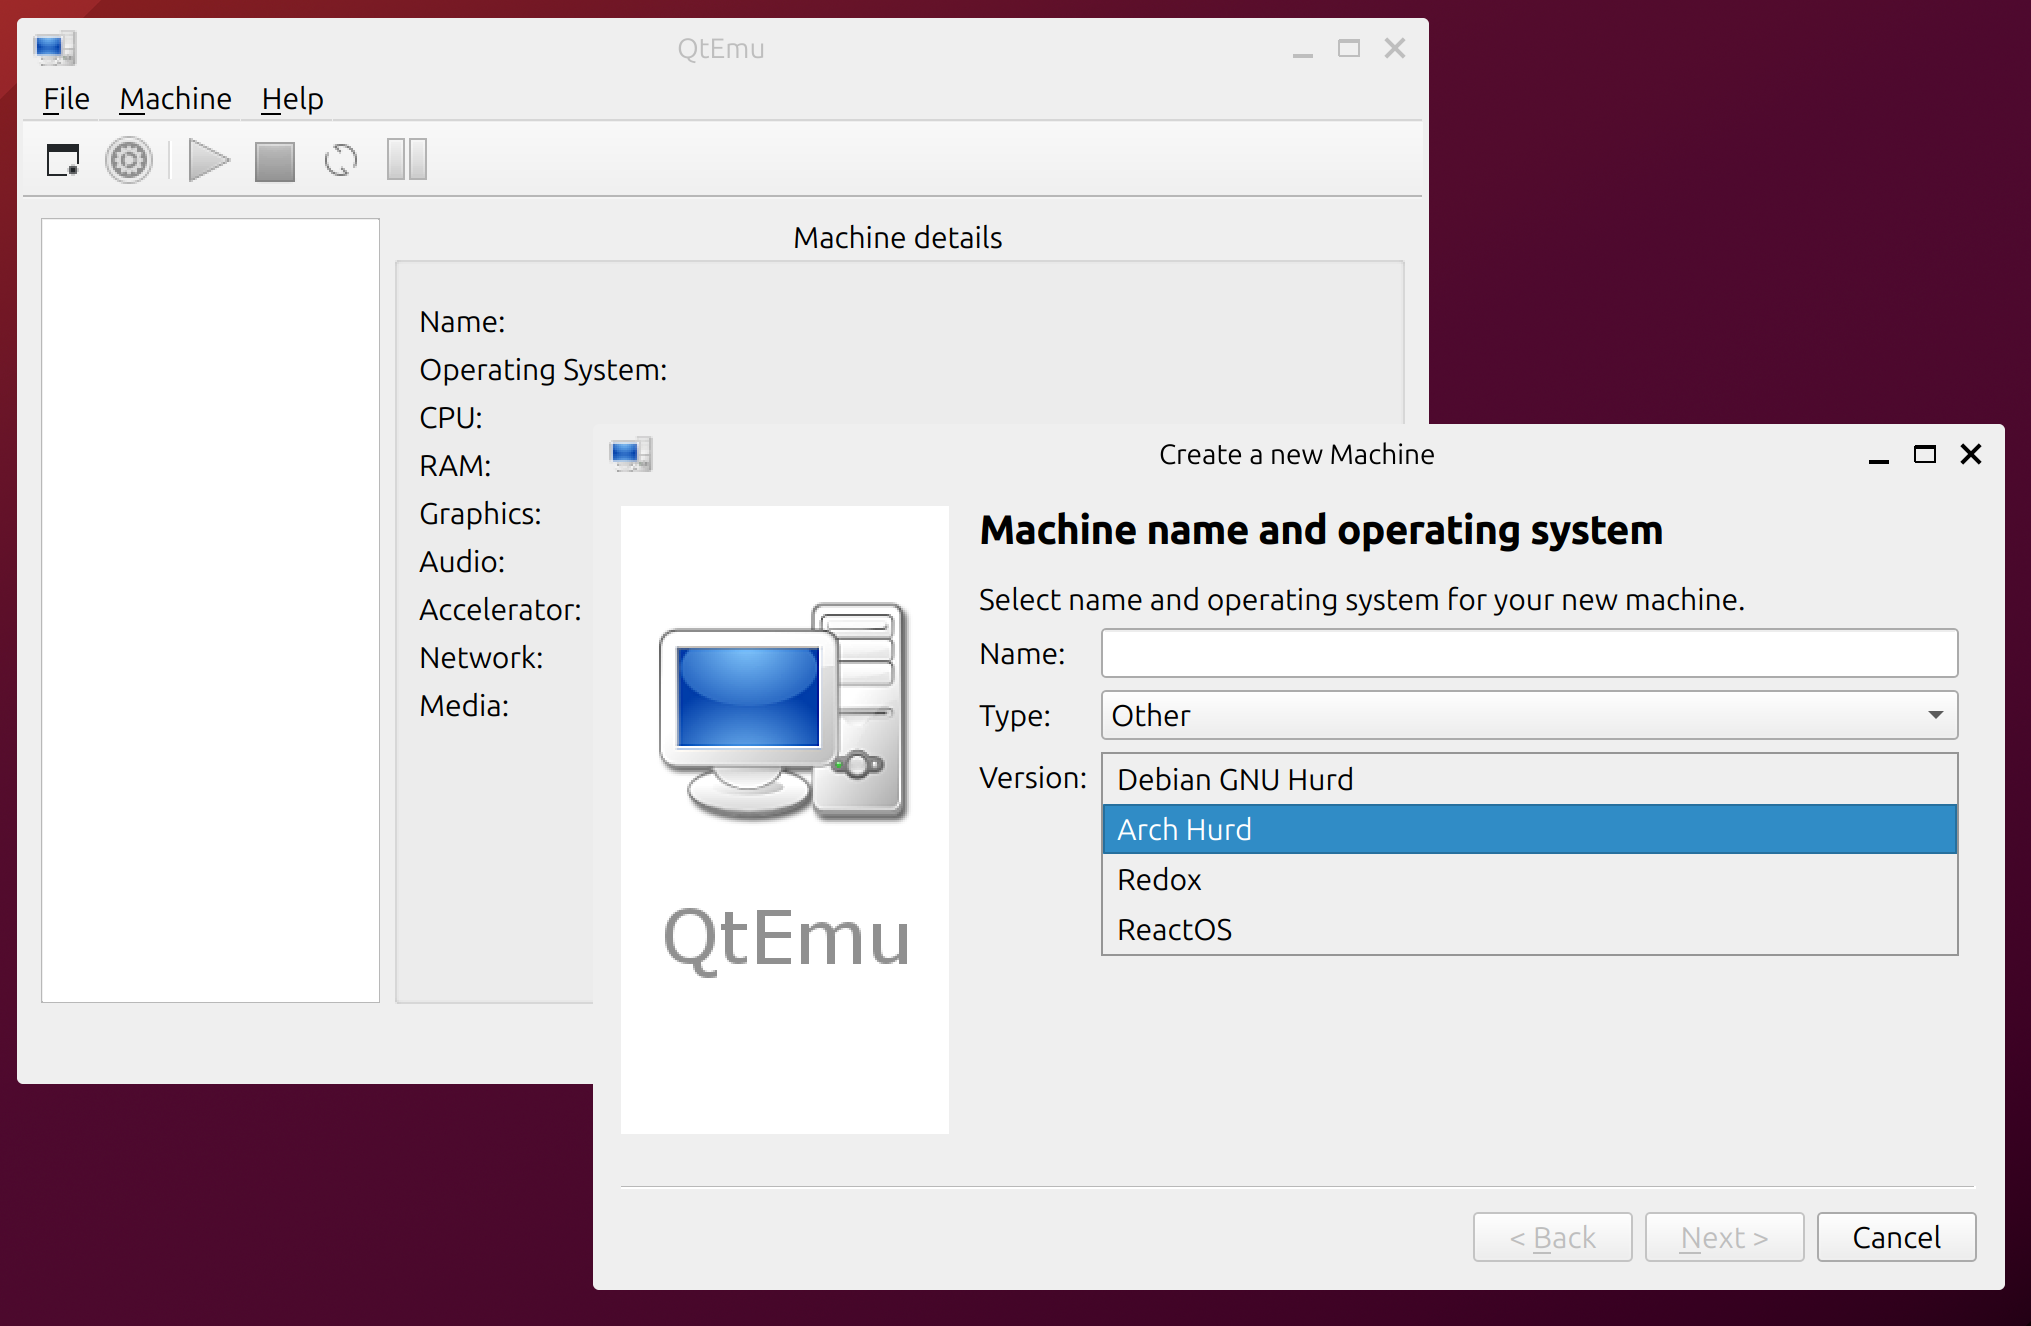 QtEmu
File Machine Help
Machine details
Name:
Operating System:
CPU:
RAM:
Graphics:
Audio:
Accelerator:
Network:
Media:
Create a new Machine
Machine name and operating system
Select name and operating system for your new machine.
Name:
Type: Other
Version: Debian GNU Hurd
Arch Hurd
Redox
ReactOS
QtEmu
< Back Next > Cancel